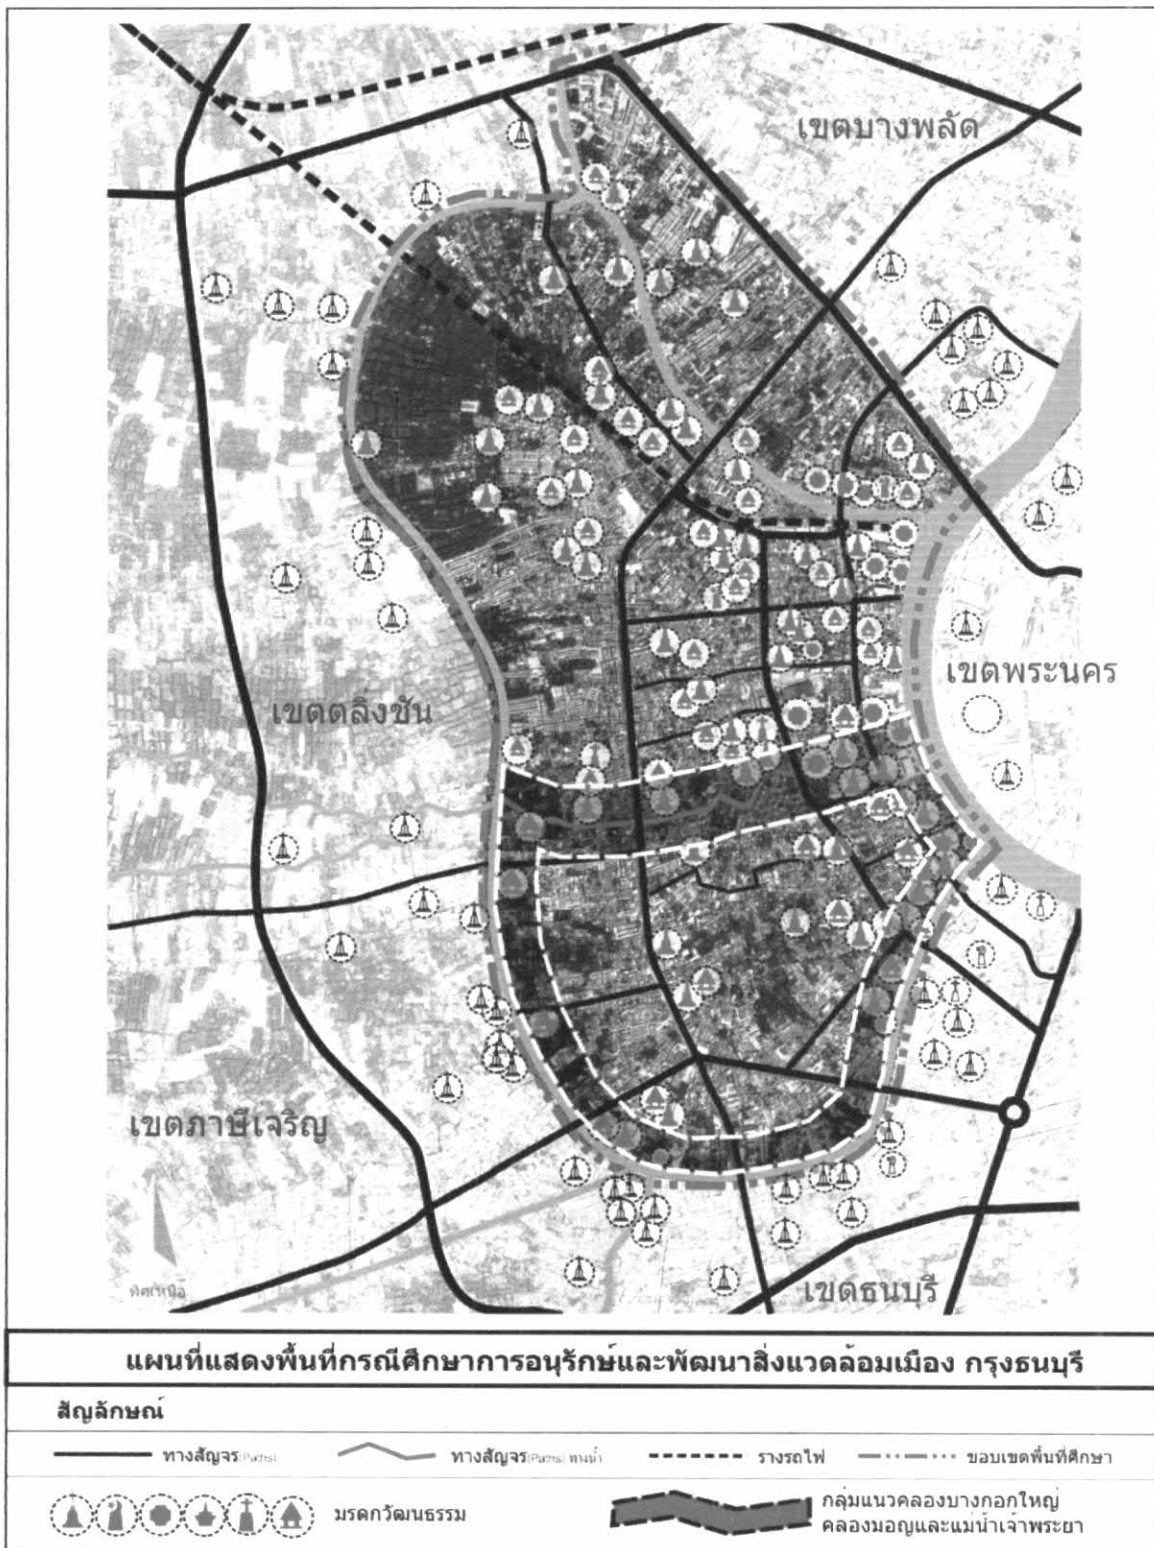 เขตบางพลัด
เขตพระนคร
เขตตลิ่งชัน
เขตภาษีเจริญ
ทิศเหนือ
เขตธนบุรี
แผนที่แสดงพื้นที่กรณีศึกษาการอนุรักษ์และพัฒนาสิ่งแวดล้อมเมือง กรุงธนบุรี
สัญลักษณ์
ทางสัญจร(Paths) ทางสัญจร(Paths) ทางน้ำ รางรถไฟ ขอบเขตพื้นที่ศึกษา
มรดกวัฒนธรรม
กลุ่มแนวคลองบางกอกใหญ่
คลองมอญและแม่น้ำเจ้าพระยา